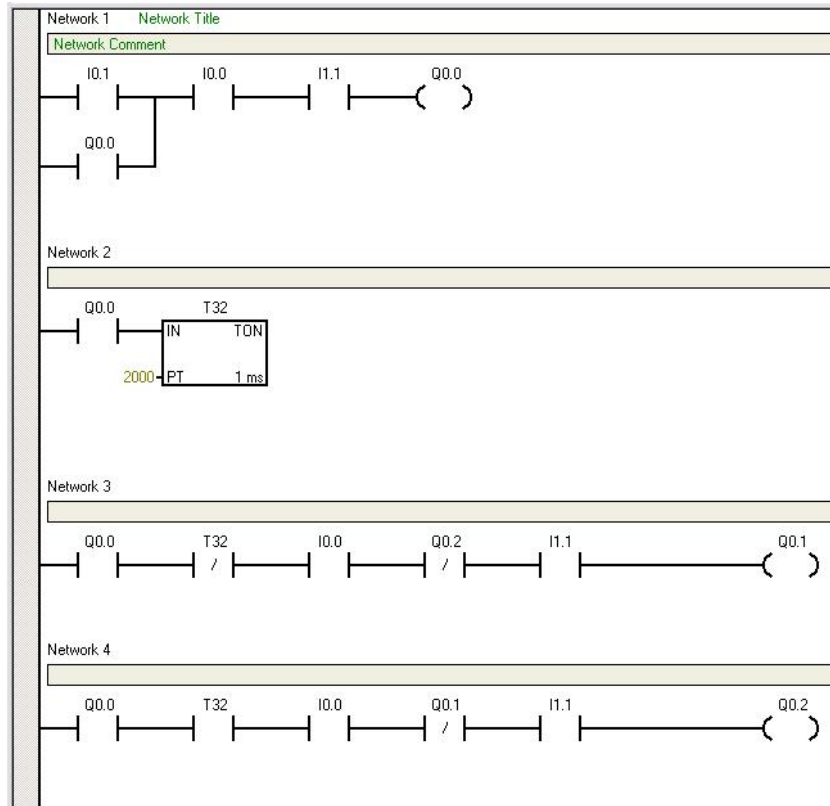 Network 1 Network Title
Network Comment
I0.1 I0.0 I1.1 Q0.0
Q0.0
Network 2
Q0.0 T32
IN TON
2000 PT 1 ms
Network 3
Q0.0 T32 I0.0 Q0.2 I1.1 Q0.1
Network 4
Q0.0 T32 I0.0 Q0.1 I1.1 Q0.2